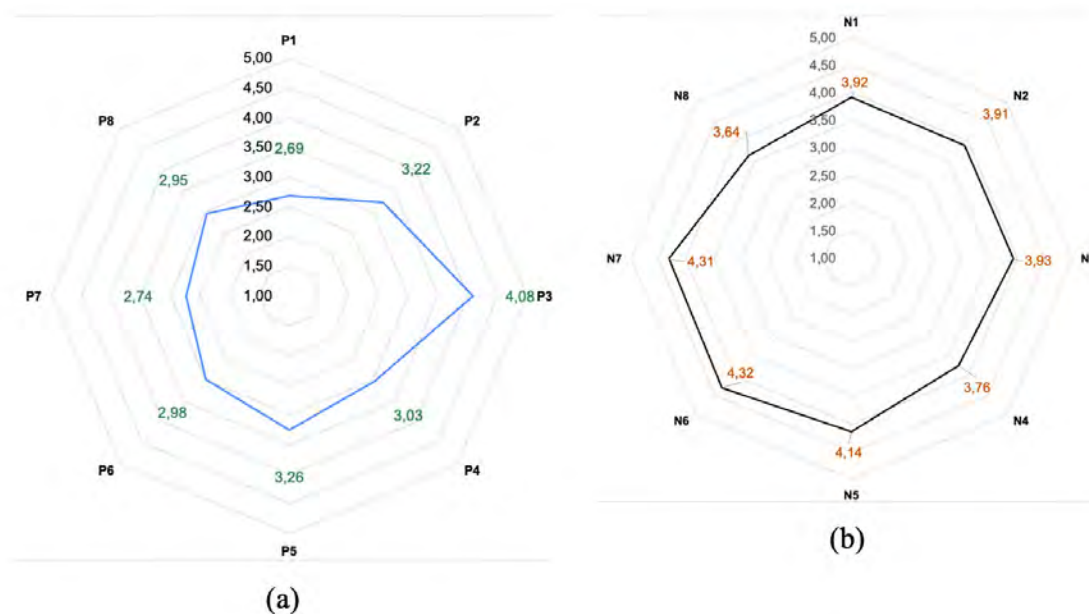 P1
5,00
4,50
4,00
3,50
3,00
2,50
2,00
1,50
1,00
P2
P3
P4
P5
P6
P7
P8
2,69
3,22
4,08
3,03
3,26
2,98
2,74
2,95
(a)
N1
5,00
4,50
4,00
3,50
3,00
2,50
2,00
1,50
1,00
N2
N
N4
N5
N6
N7
N8
3,92
3,91
3,93
3,76
4,14
4,32
4,31
3,64
(b)